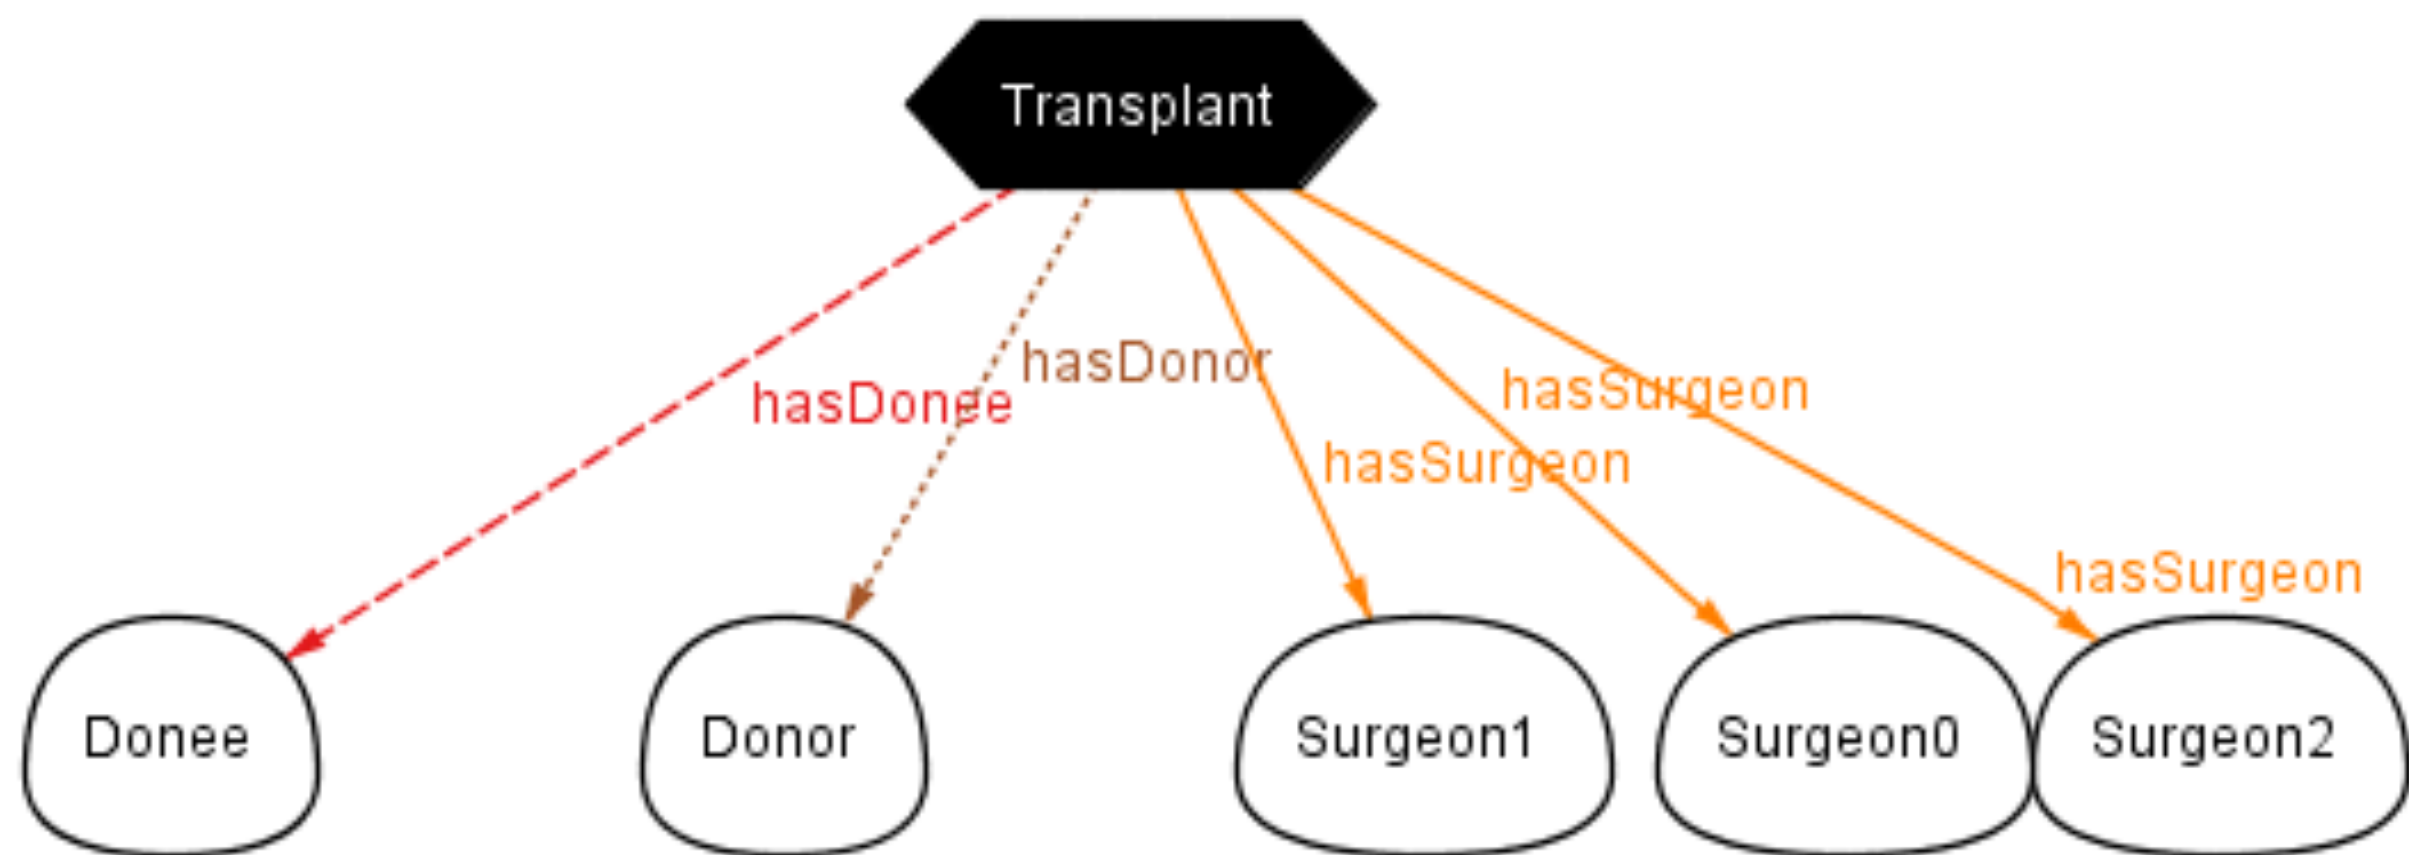 Transplant
hasDonor
hasDonee
hasSurgeon
hasSurgeon
hasSurgeon
Donee
Donor
Surgeon1
Surgeon0
Surgeon2